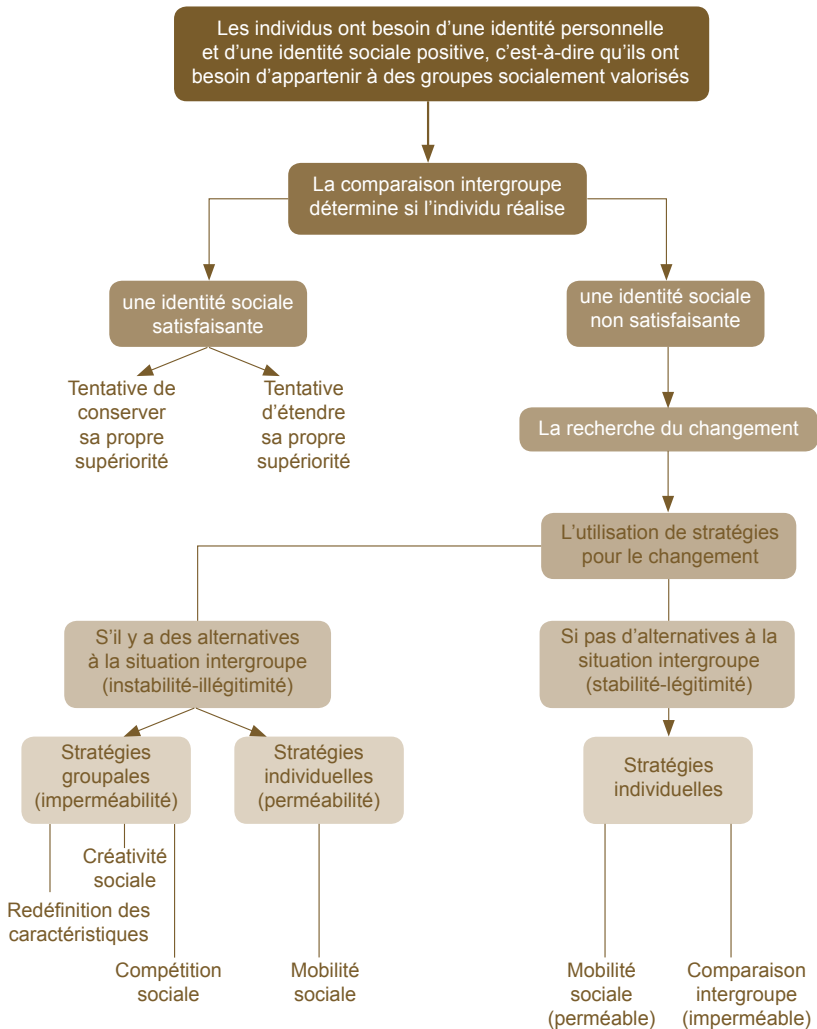 Les individus ont besoin d'une identité personnelle
et d'une identité sociale positive, c'est-à-dire qu'ils ont
besoin d'appartenir à des groupes socialement valorisés
La comparaison intergroupe
détermine si l'individu réalise
une identité sociale
satisfaisante
une identité sociale
non satisfaisante
Tentative de
conserver
sa propre
supériorité
Tentative
d'étendre
sa propre
supériorité
La recherche du changement
L'utilisation de stratégies
pour le changement
S'il y a des alternatives
à la situation intergroupe
(instabilité-illégitimité)
Si pas d'alternatives à la
situation intergroupe
(stabilité-légitimité)
Stratégies
groupales
(imperméabilité)
Stratégies
individuelles
(perméabilité)
Stratégies
individuelles
Créativité
sociale
Redéfinition des
caractéristiques
Compétition
sociale
Mobilité
sociale
Mobilité
sociale
(perméable)
Comparaison
intergroupe
(imperméable)